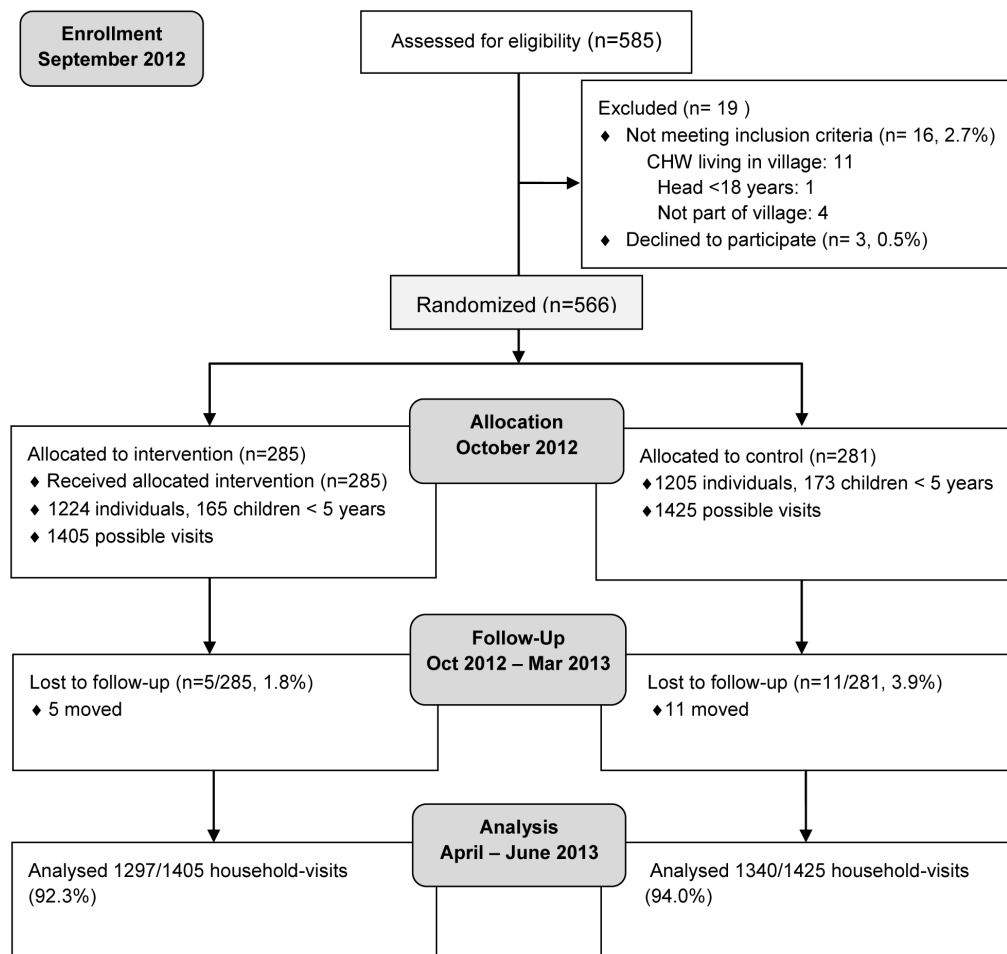 Enrollment
September 2012
Assessed for eligibility (n=585)
Excluded (n= 19 )
♦ Not meeting inclusion criteria (n= 16, 2.7%)
CHW living in village: 11
Head <18 years: 1
Not part of village: 4
♦ Declined to participate (n= 3, 0.5%)
Randomized (n=566)
Allocation
October 2012
Allocated to intervention (n=285)
♦ Received allocated intervention (n=285)
♦ 1224 individuals, 165 children < 5 years
♦ 1405 possible visits
Allocated to control (n=281)
♦1205 individuals, 173 children < 5 years
♦1425 possible visits
Follow-Up
Oct 2012 – Mar 2013
Lost to follow-up (n=5/285, 1.8%)
♦ 5 moved
Lost to follow-up (n=11/281, 3.9%)
♦11 moved
Analysis
April – June 2013
Analysed 1297/1405 household-visits
(92.3%)
Analysed 1340/1425 household-visits
(94.0%)